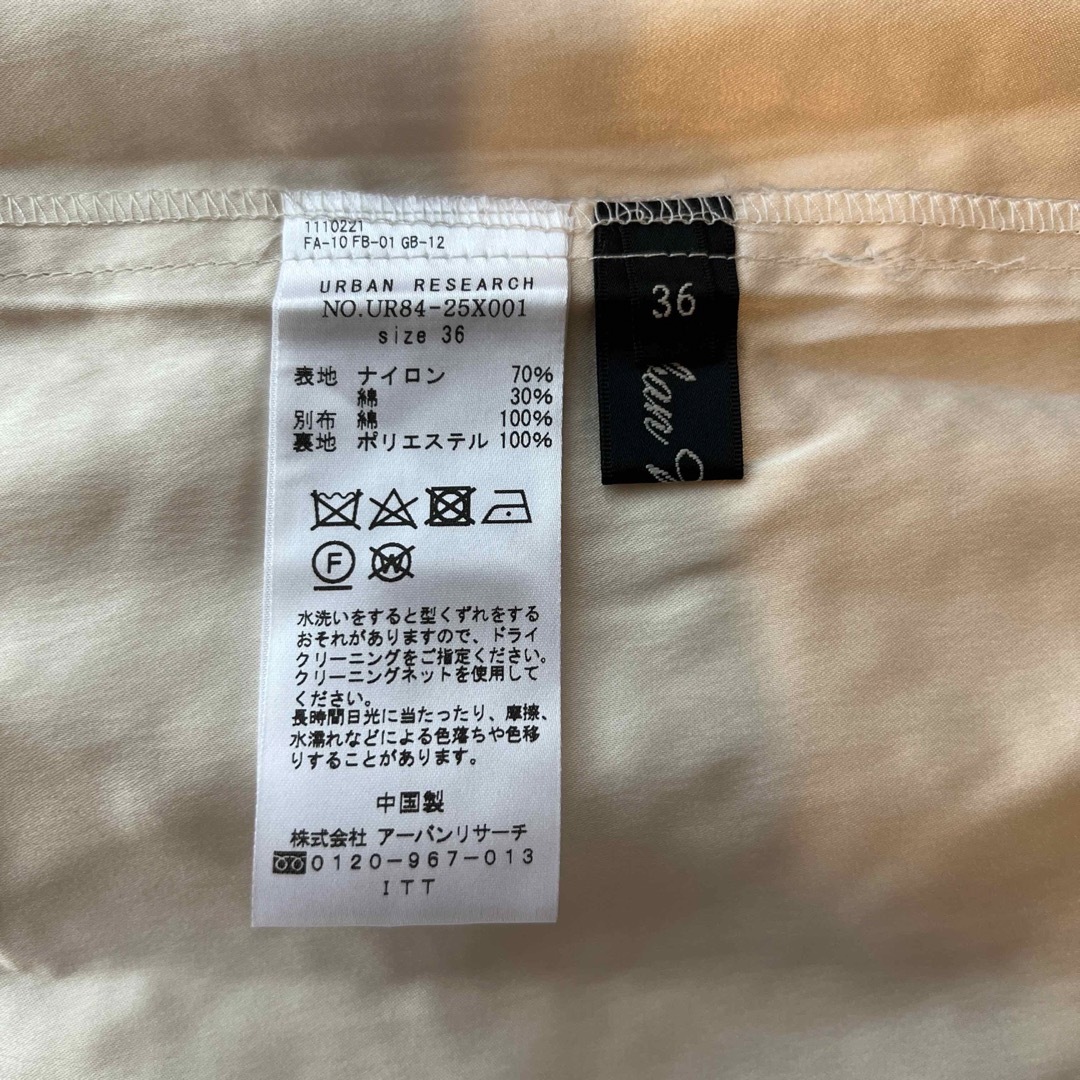 1110221
FA-10 FB-01 GB-12
URBAN RESEARCH
NO.UR84-25X001
size 36
表地 ナイロン 70%
綿 30%
別布 綿 100%
裏地 ポリエステル 100%
F
W
水洗いをすると型くずれをする
おそれがありますので、ドライ
クリーニングをご指定ください。
クリーニングネットを使用して
ください。
長時間日光に当たったり、摩擦、
水濡れなどによる色落ちや色移
りすることがあります。
中国製
株式会社 アーバンリサーチ
0120-967-013
ITT
36